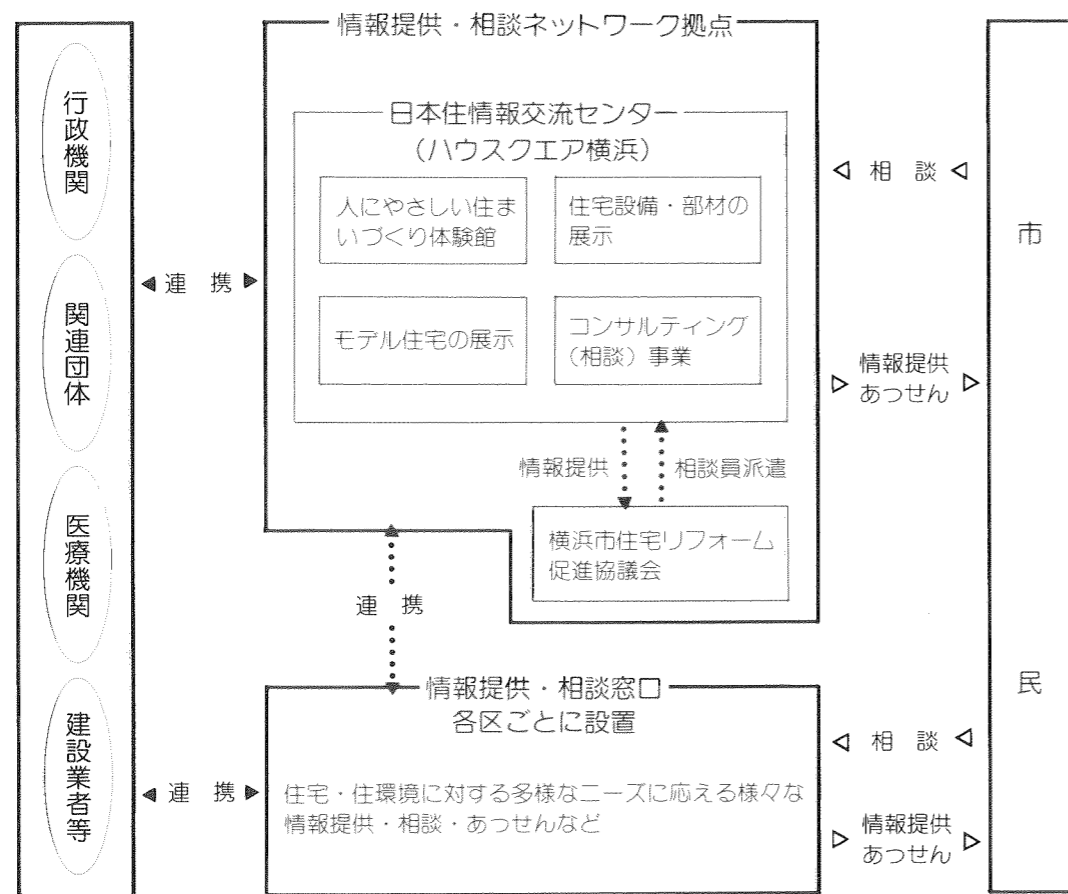 行政機関
関連団体
医療機関
建設業者等
連 携
連 携
情報提供・相談ネットワーク拠点
日本住情報交流センター
(ハウスクエア横浜)
人にやさしい住ま
いづくり体験館
住宅設備・部材の
展示
モデル住宅の展示
コンサルティング
(相談)事業
情報提供
相談員派遣
横浜市住宅リフォーム
促進協議会
連 携
情報提供・相談窓口
各区ごとに設置
住宅・住環境に対する多様なニーズに応える様々な
情報提供・相談・あっせんなど
相 談
情報提供
あっせん
相 談
情報提供
あっせん
市 民